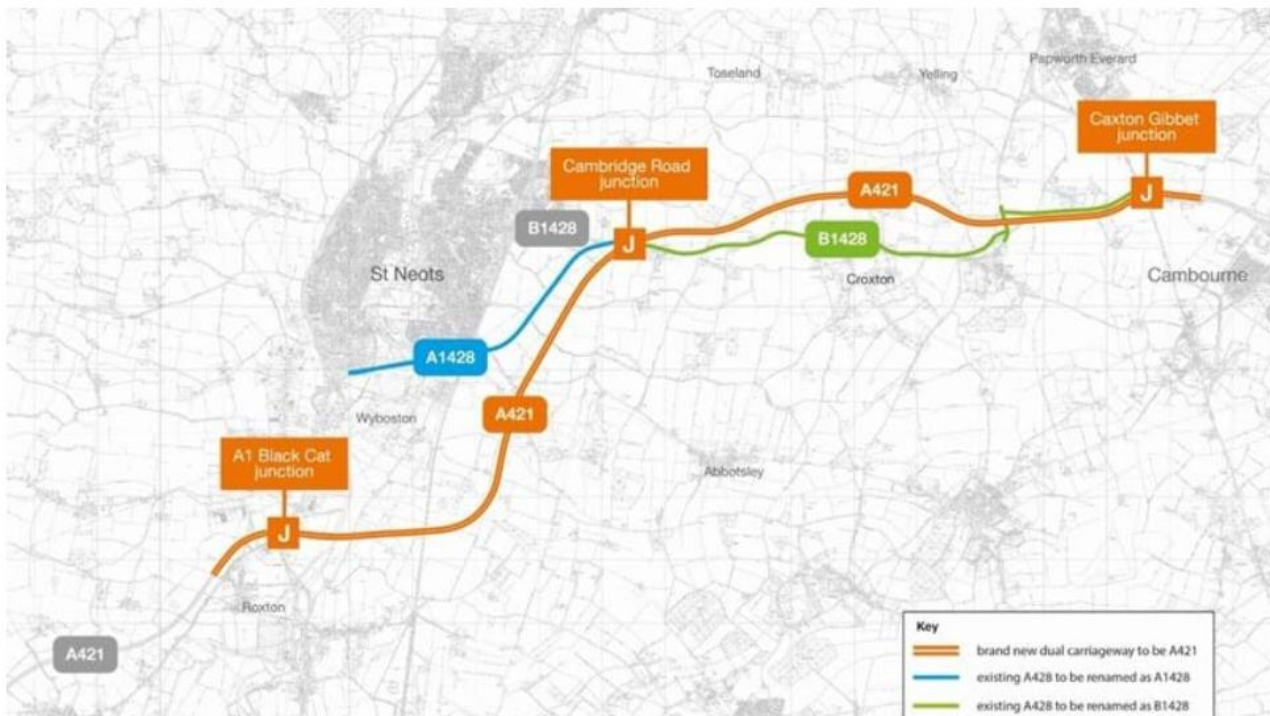 Toseland
Yelling
Papworth Everard
Caxton Gibbet
junction
Cambridge Road
junction
J
A421
B1428
J
B1428
St Neots
Croxton
Cambourne
A1428
Wyboston
A421
A1 Black Cat
junction
Abbotsley
J
Roxton
A421
Key
brand new dual carriageway to be A421
existing A428 to be renamed as A1428
existing A428 to be renamed as B1428